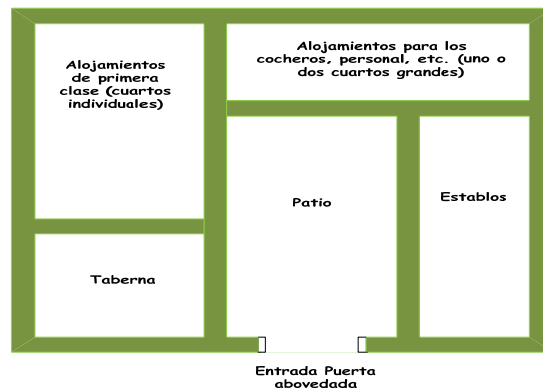 Alojamientos
de primera
clase (cuartos
individuales)
Alojamientos para los
cocheros, personal, etc. (uno o
dos cuartos grandes)
Patio
Establos
Taberna
Entrada Puerta
abovedada